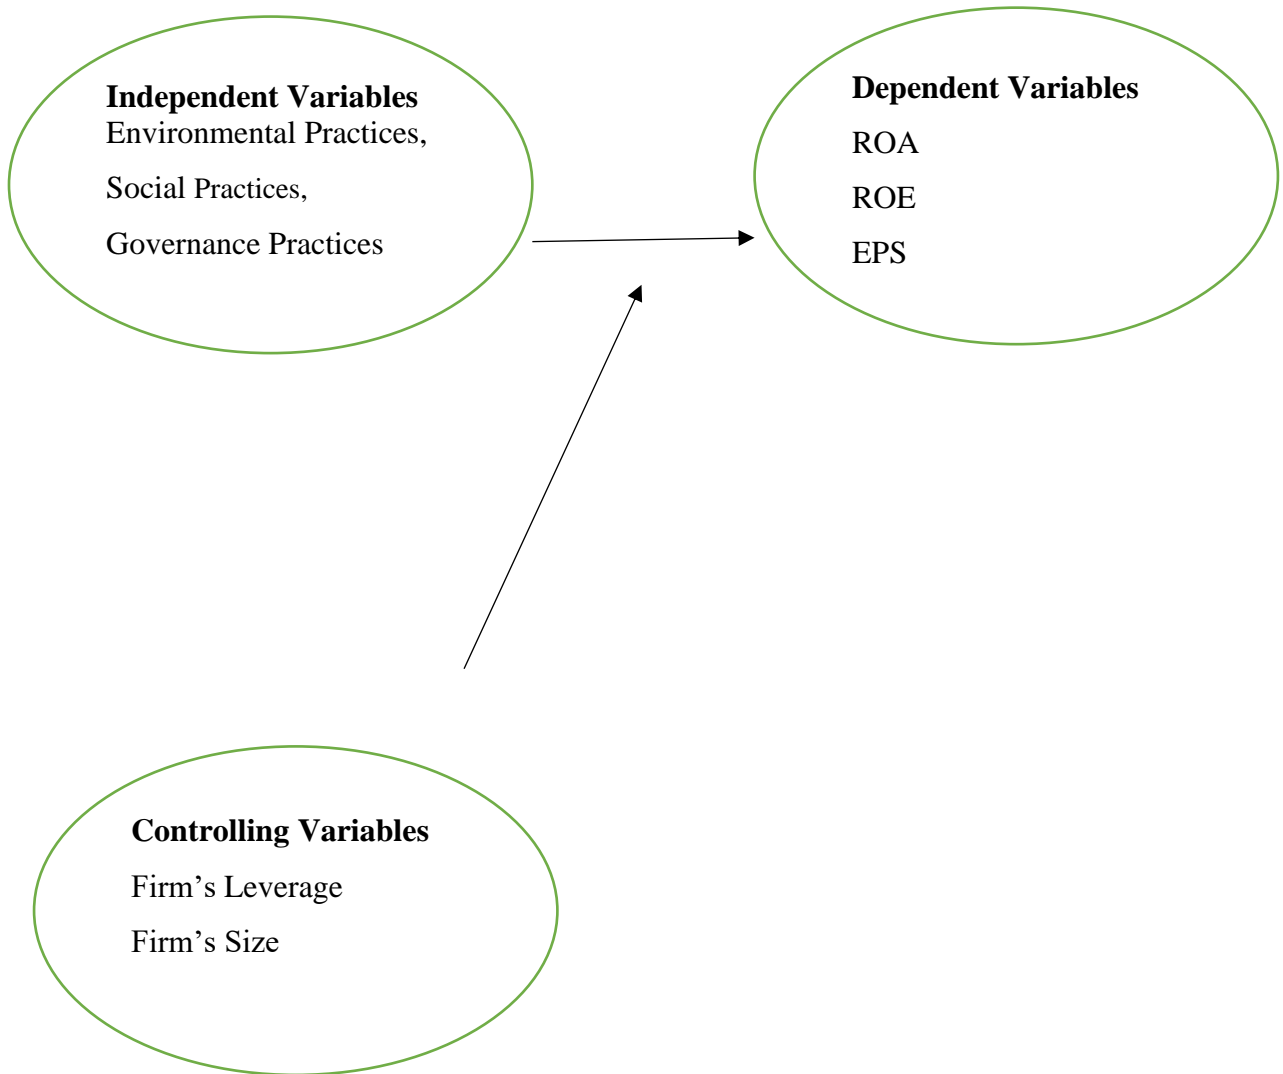 Independent Variables
Environmental Practices,
Social Practices,
Governance Practices
Dependent Variables
ROA
ROE
EPS
Controlling Variables
Firm’s Leverage
Firm’s Size